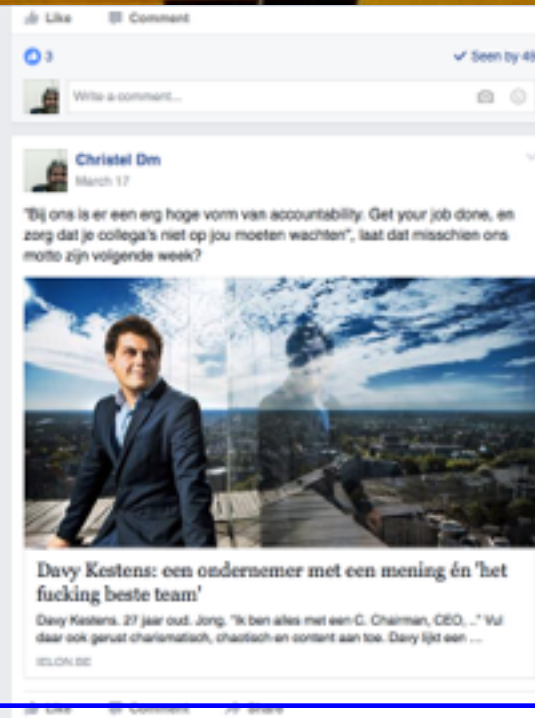 Like Comment
3 Seen by 48
Write a comment...
Christel Dm
March 17
"Bij ons is er een erg hoge vorm van accountability. Get your job done, en
zorg dat je collega's niet op jou moeten wachten", laat dat misschien ons
motto zijn volgende week?
Davy Kestens: een ondernemer met een mening én 'het
fucking beste team'
Davy Kestens. 27 jaar oud. Jong. "Ik ben alles met een C. Chairman, CEO, .." Vul
daar ook gerust charismatisch, chaotisch en content aan toe. Davy lijkt een ...
Like Comment Share